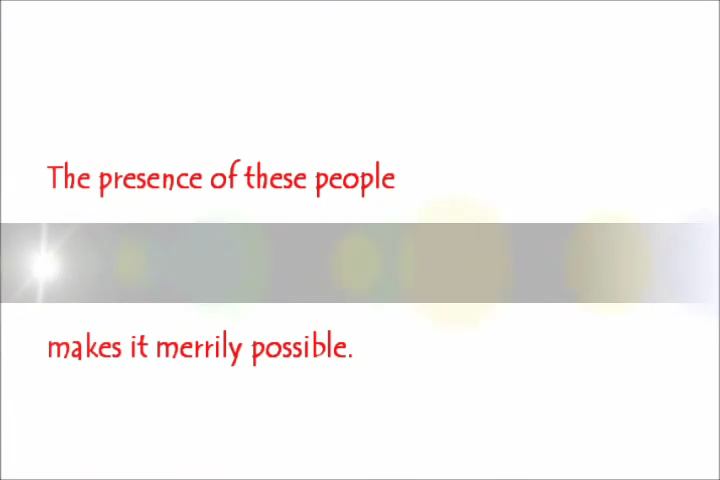 The presence of these people
makes it merrily possible.